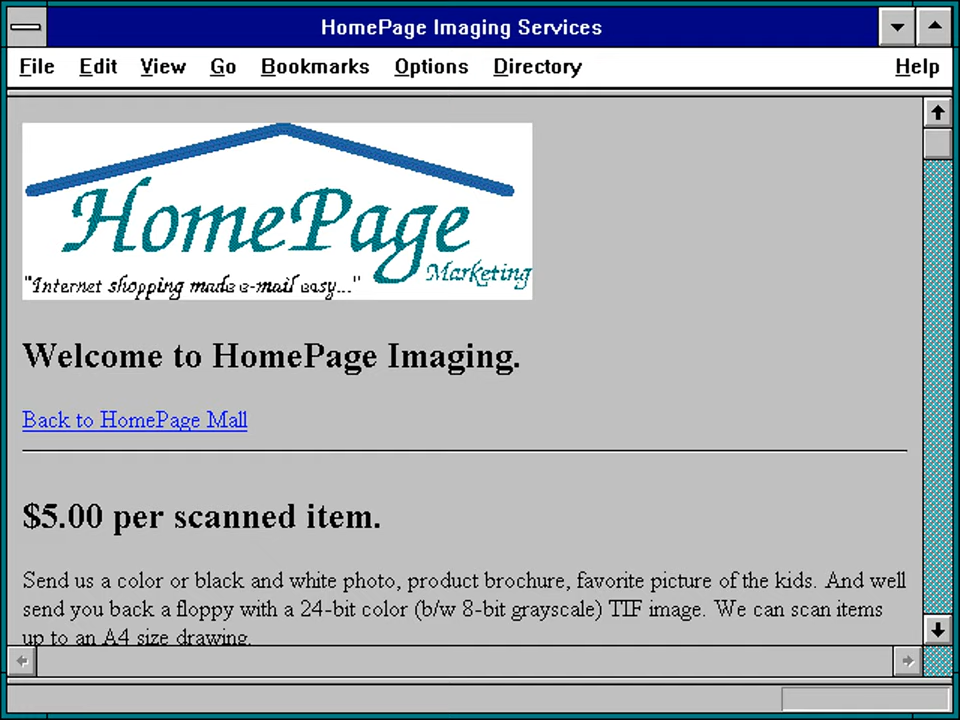 HomePage Imaging Services
File Edit View Go Bookmarks Options Directory Help
HomePage
Marketing
"Internet shopping made e-mail easy..."
Welcome to HomePage Imaging.
Back to HomePage Mall
$5.00 per scanned item.
Send us a color or black and white photo, product brochure, favorite picture of the kids. And well
send you back a floppy with a 24-bit color (b/w 8-bit grayscale) TIF image. We can scan items
up to an A4 size drawing.